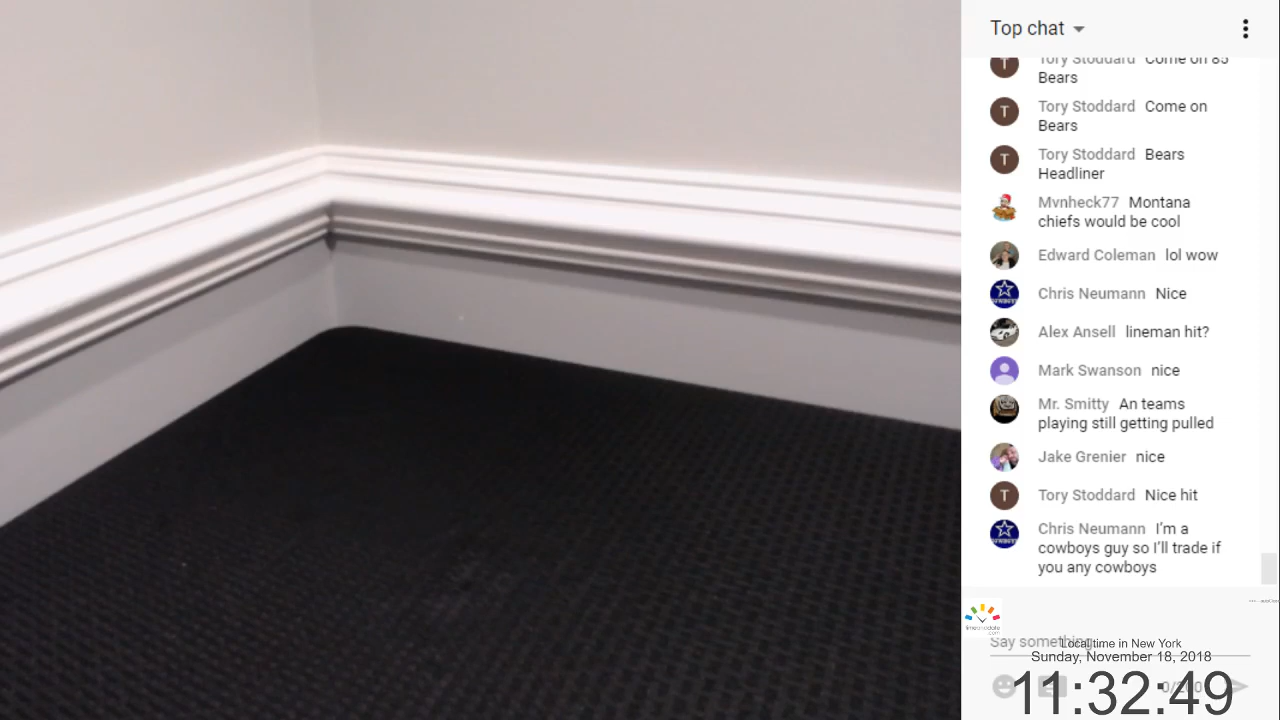 Top chat
Tory Stoddard Come on 85
Bears
Tory Stoddard Come on
Bears
Tory Stoddard Bears
Headliner
Mvnheck77 Montana
chiefs would be cool
Edward Coleman lol wow
Chris Neumann Nice
Alex Ansell lineman hit?
Mark Swanson nice
Mr. Smitty An teams
playing still getting pulled
Jake Grenier nice
Tory Stoddard Nice hit
Chris Neumann I'm a
cowboys guy so I'll trade if
you any cowboys
Say something...
Local time in New York
Sunday, November 18, 2018
11:32:49